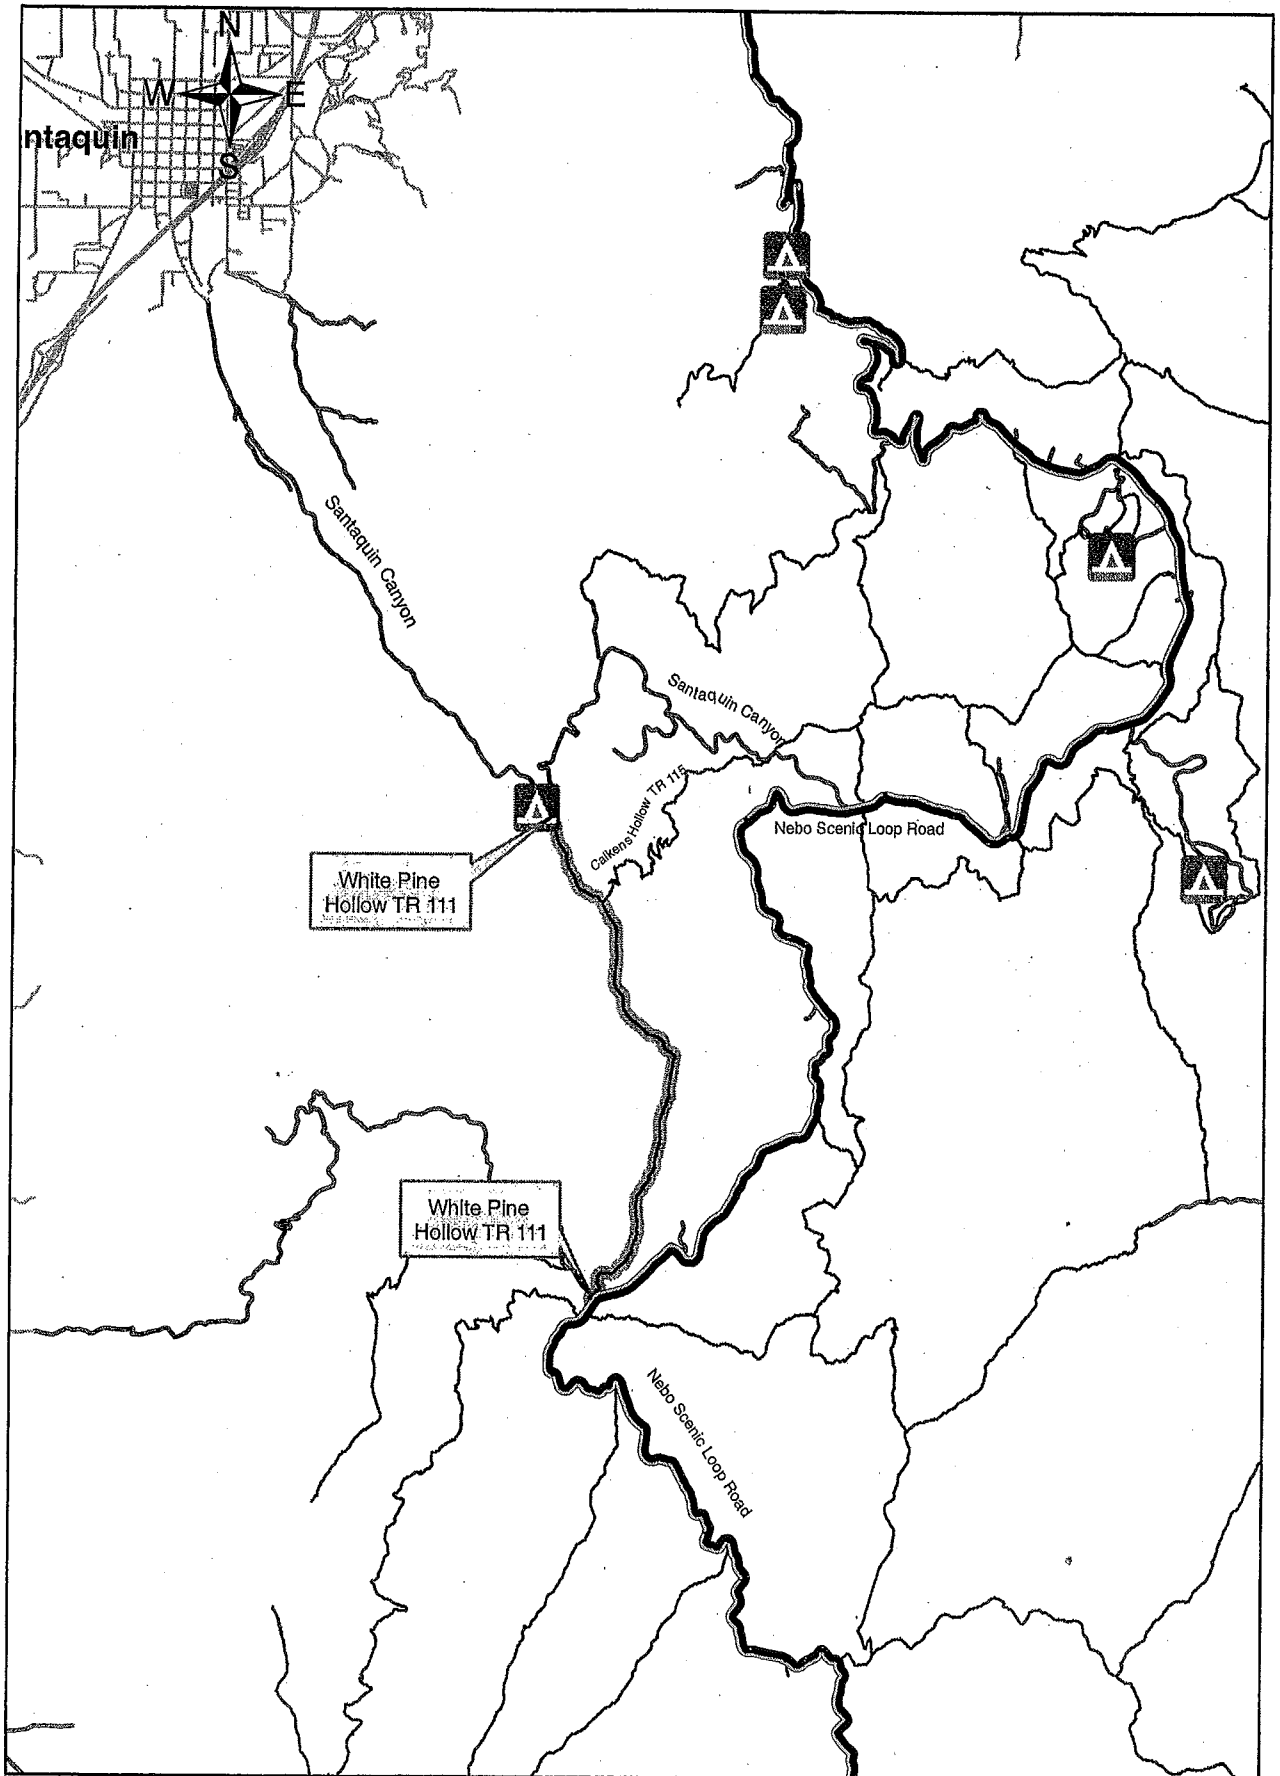 N
W E
ntaquin
S
Santaquin Canyon
Santaquin Canyon
Calkens Hollow TR 115
Nebo Scenic Loop Road
White Pine
Hollow TR 111
White Pine
Hollow TR 111
Nebo Scenic Loop Road